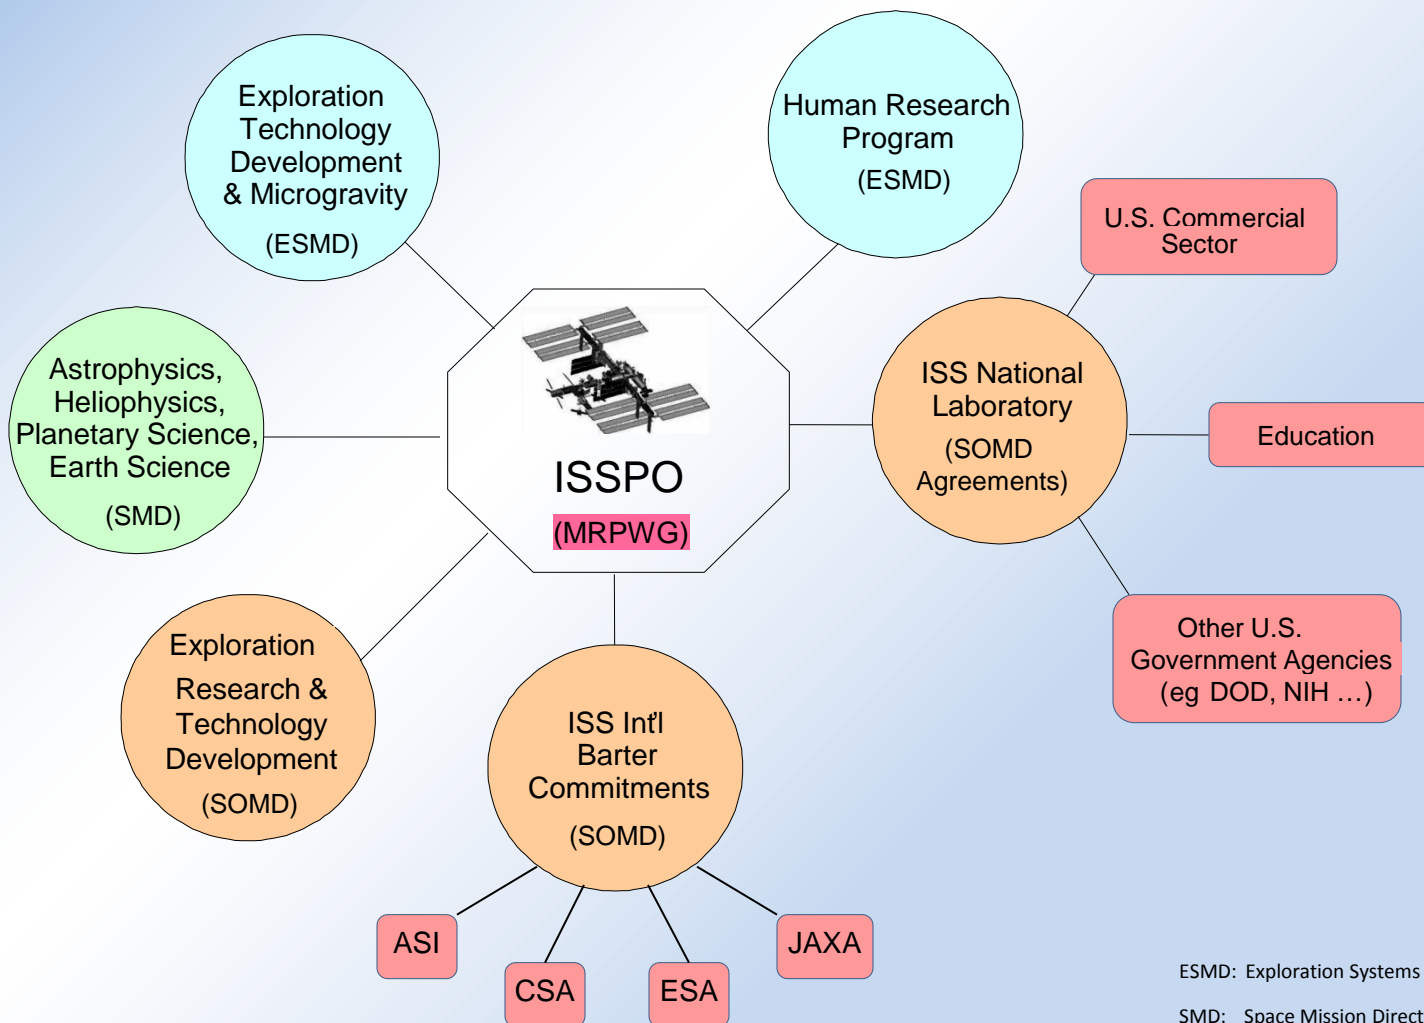 Exploration
Technology
Development
& Microgravity
(ESMD)
Human Research
Program
(ESMD)
U.S. Commercial
Sector
Astrophysics,
Heliophysics,
Planetary Science,
Earth Science
(SMD)
ISSPO
(MRPWG)
ISS National
Laboratory
(SOMD
Agreements)
Education
Other U.S.
Government Agencies
(eg DOD, NIH …)
Exploration
Research &
Technology
Development
(SOMD)
ISS Int'l
Barter
Commitments
(SOMD)
ASI
CSA
ESA
JAXA
ESMD: Exploration Systems
SMD: Space Mission Direct